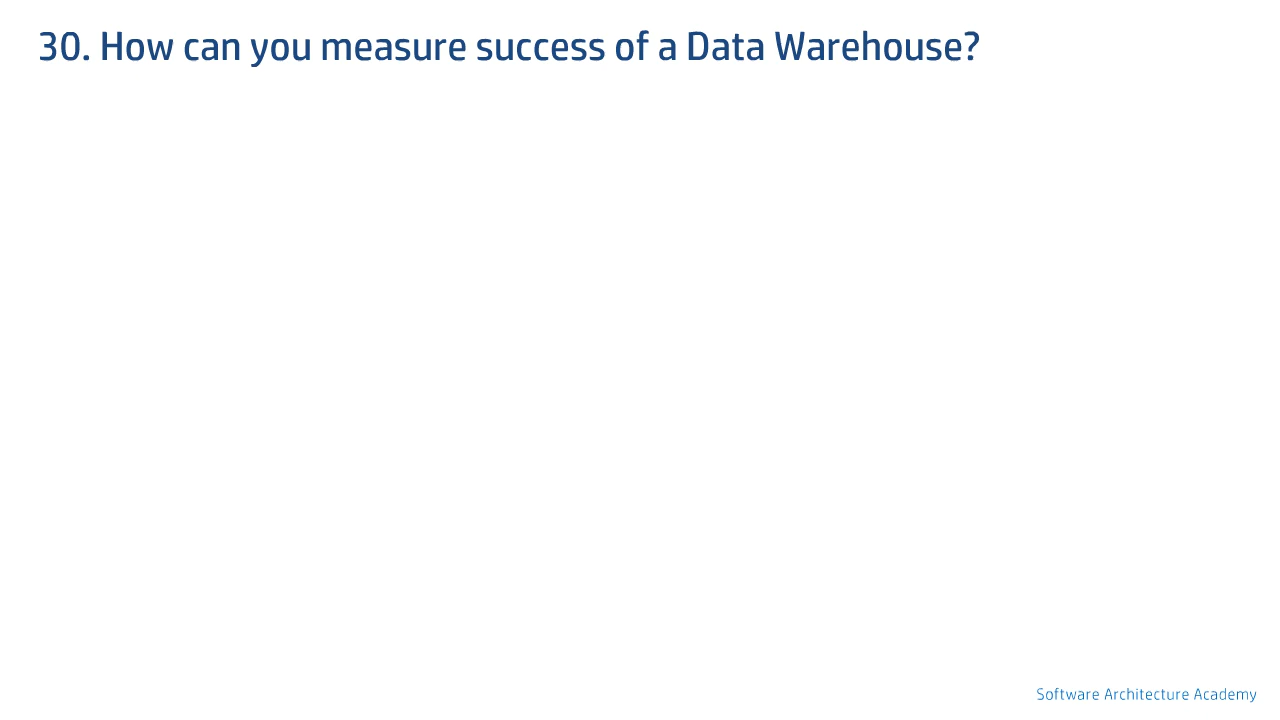 30. How can you measure success of a Data Warehouse?
Software Architecture Academy